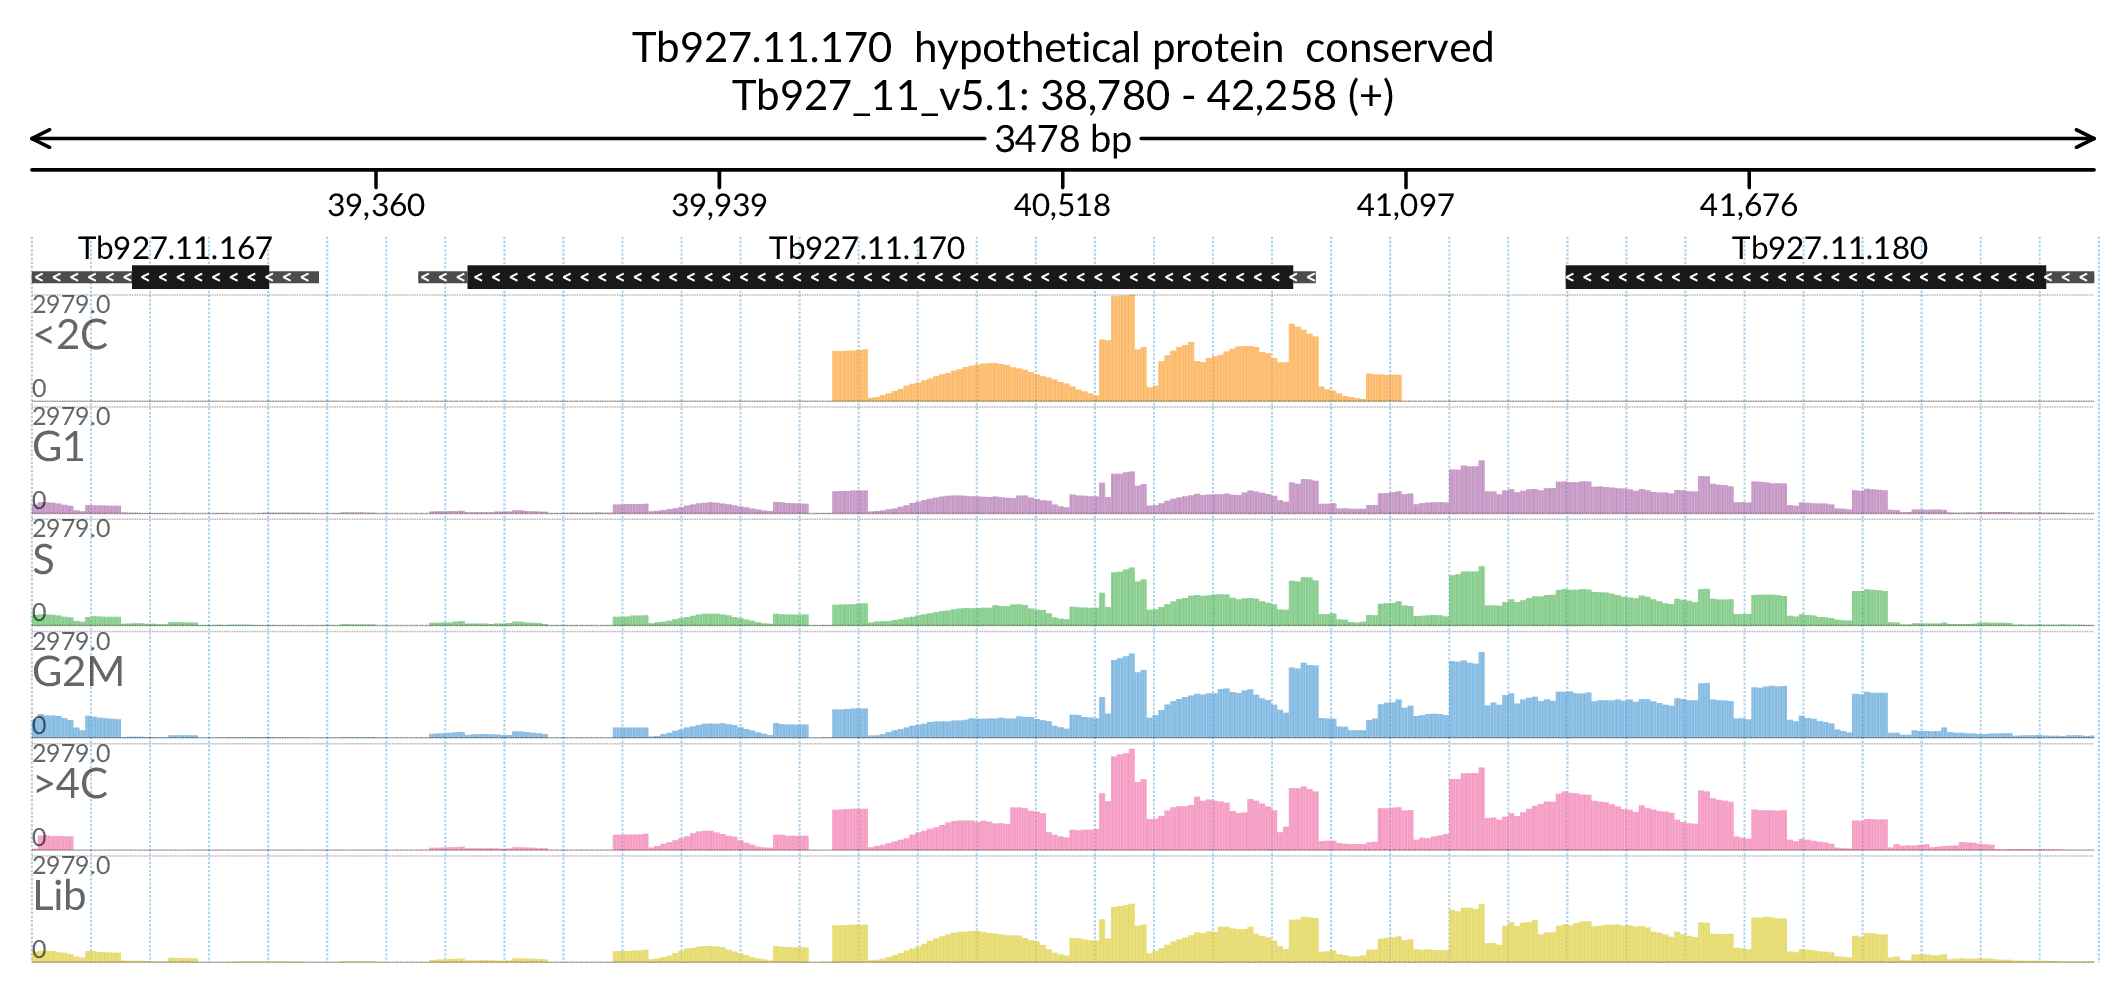 Tb927.11.170 hypothetical protein conserved
Tb927_11_v5.1: 38,780 - 42,258 (+)
3478 bp
39,360 39,939 40,518 41,097 41,676
Tb927.11.167 Tb927.11.170 Tb927.11.180
2979.0
<2C
0
2979.0
G1
0
2979.0
S
0
2979.0
G2M
0
2979.0
>4C
0
2979.0
Lib
0